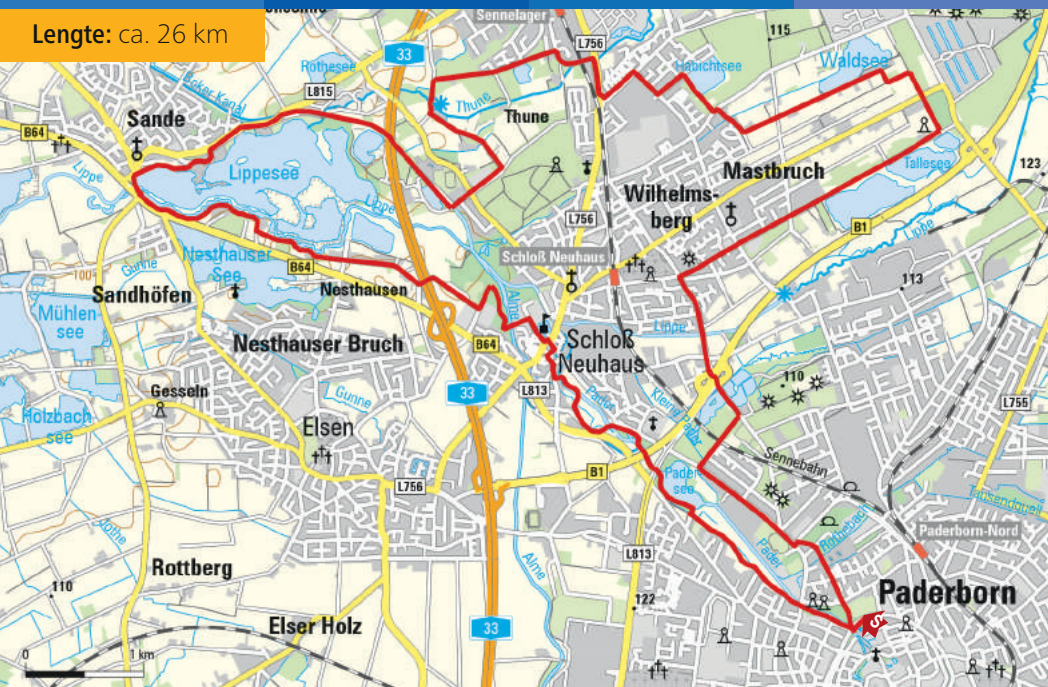 Lengte: ca. 26 km
Sennelager
L756
115
33
Rothesee
Habichtsee
Waldsee
L815
Thune
Thune
Sande
B64
Lippe
Lippesee
Lippe
Mastbruch
Tallesee
123
Wilhelms-
berg
L756
B1
Lippe
Schloß Neuhaus
Nesthauser
See
B64
Gunne
100
Nesthausen
Sandhöfen
Mühlen
see
Alme
113
Lippe
Nesthauser Bruch
B64
Schloß
Neuhaus
Gesseln
33
L813
Pader
Kleine Pader
110
L755
Holzbach
see
Gunne
Elsen
Sennebahn
B1
Pader-
see
L756
Tausendquell
Rothe
Rothebach
Paderborn-Nord
Pader
L813
Rottberg
Alme
110
122
Paderborn
S
Elser Holz
33
0
1 km